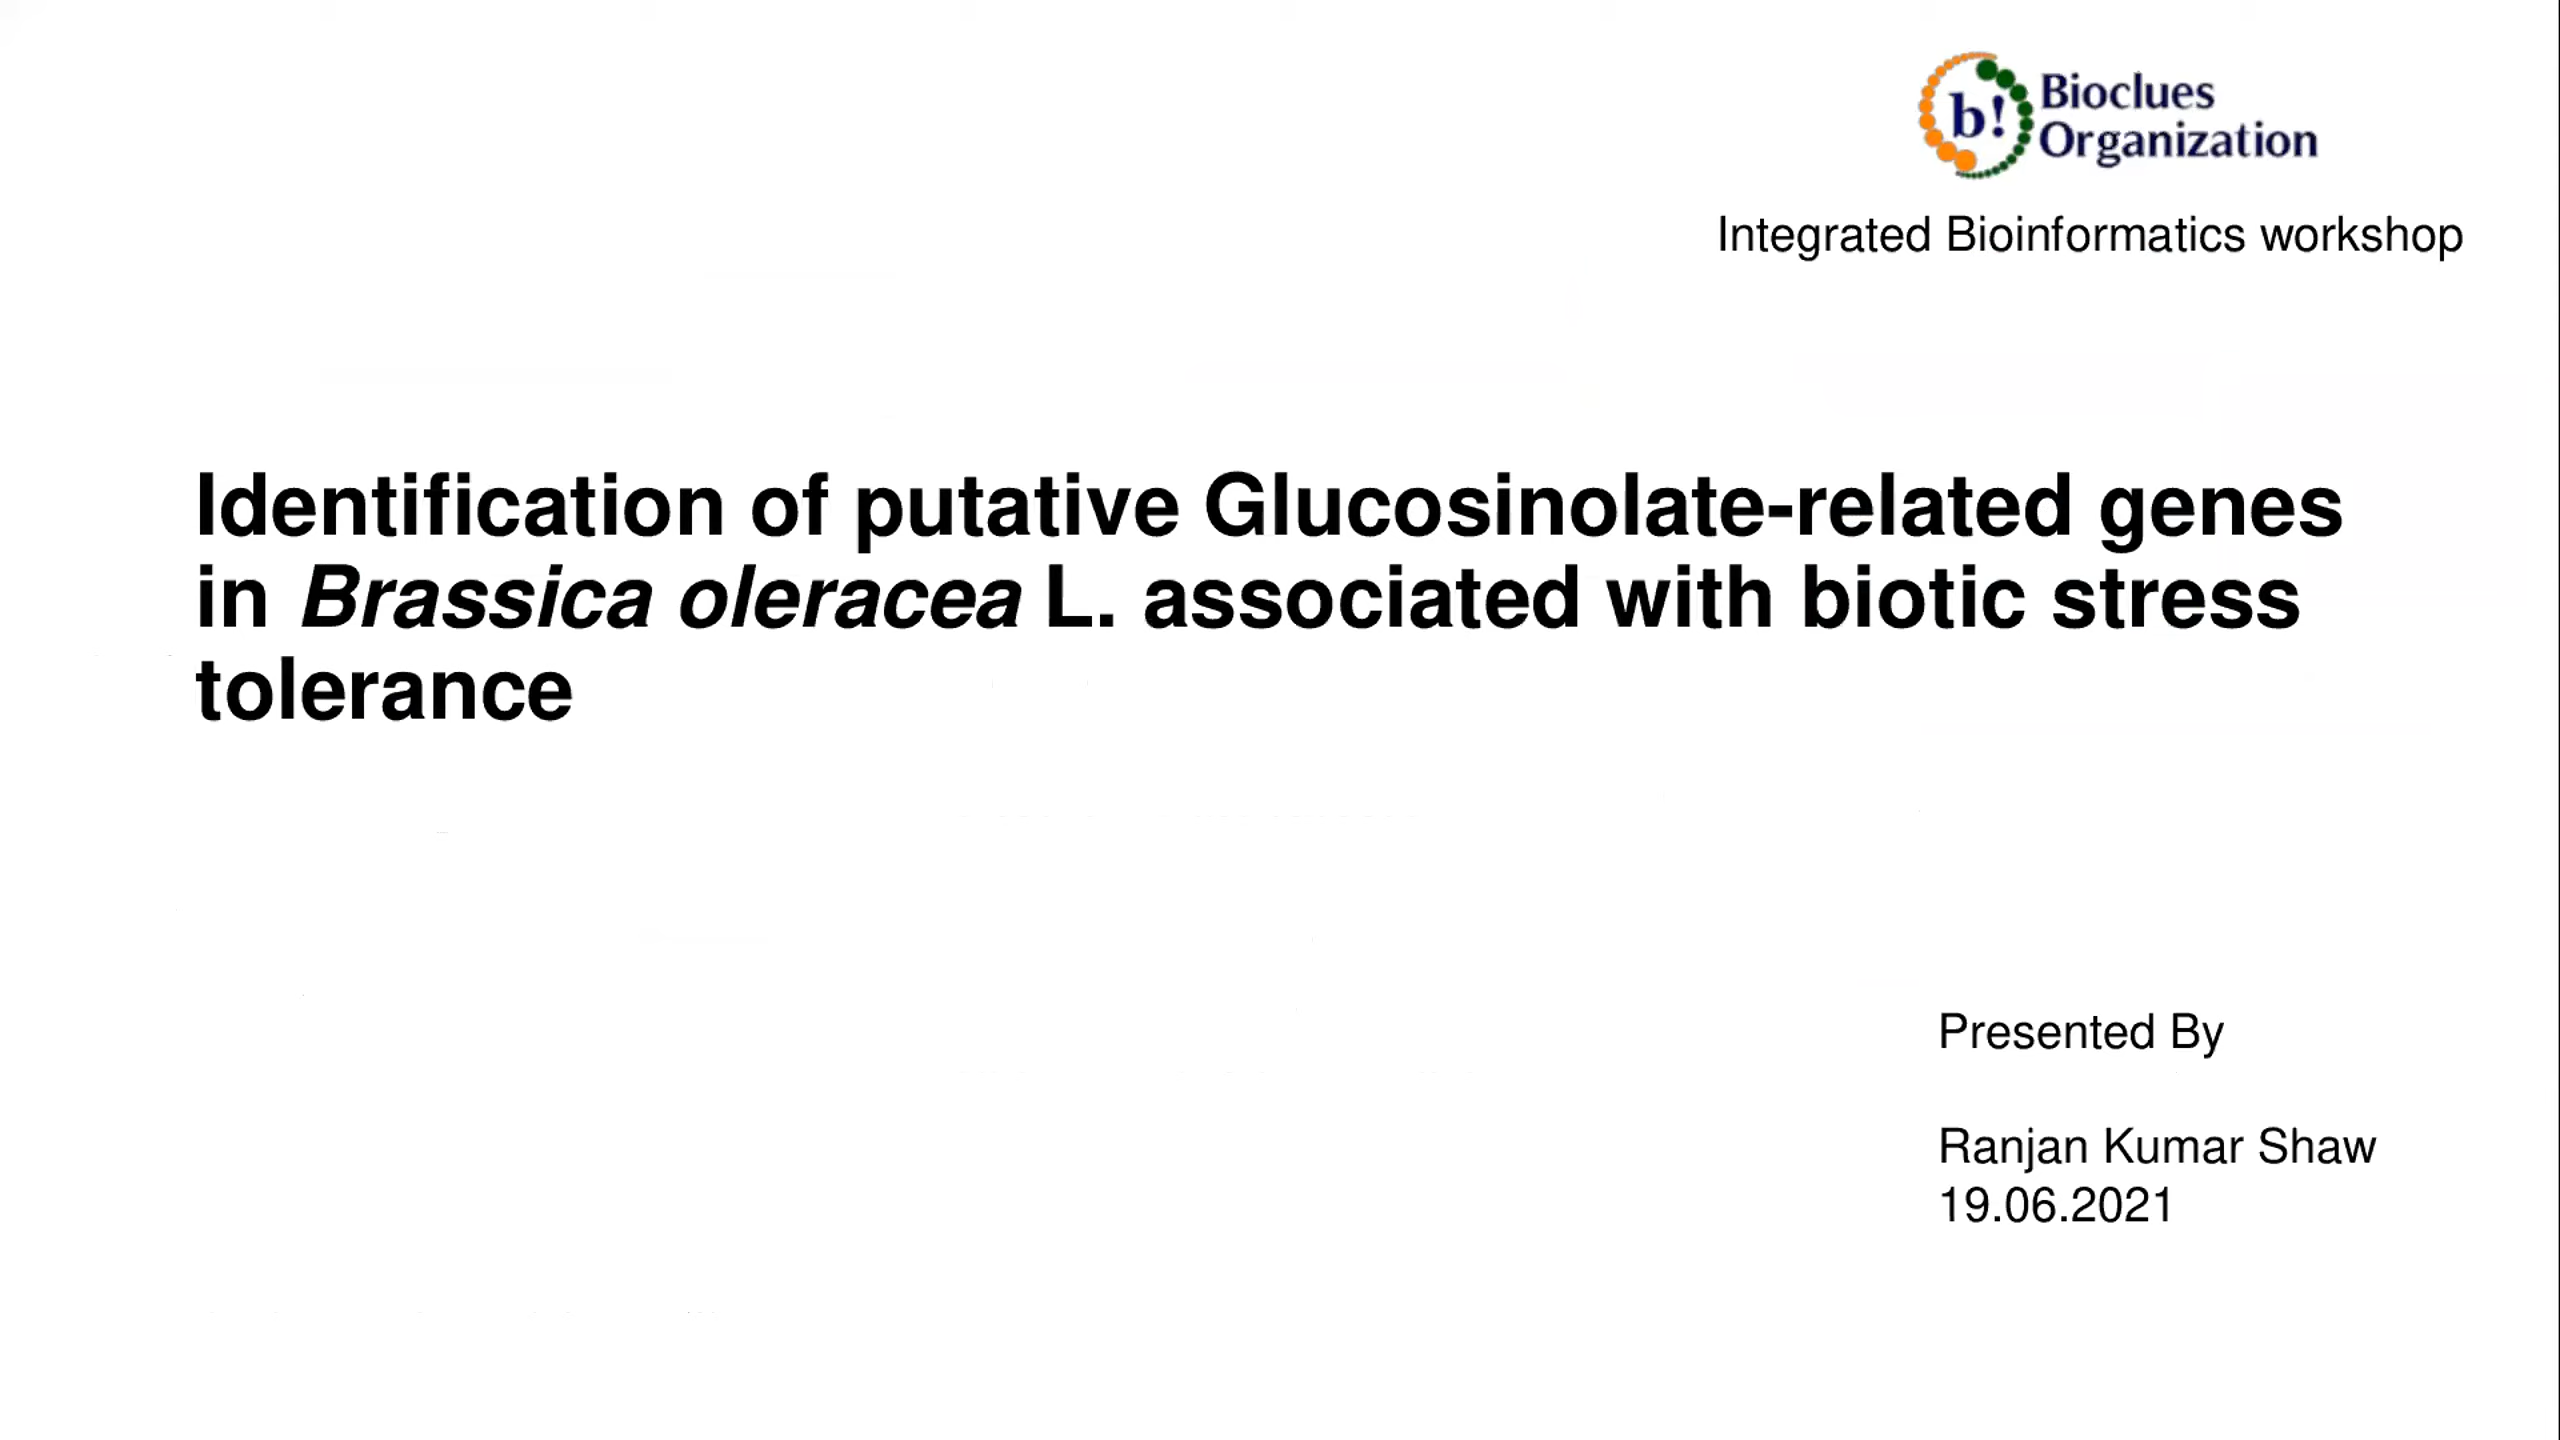 b! Bioclues
Organization
Integrated Bioinformatics workshop
Identification of putative Glucosinolate-related genes
in Brassica oleracea L. associated with biotic stress
tolerance
Presented By
Ranjan Kumar Shaw
19.06.2021